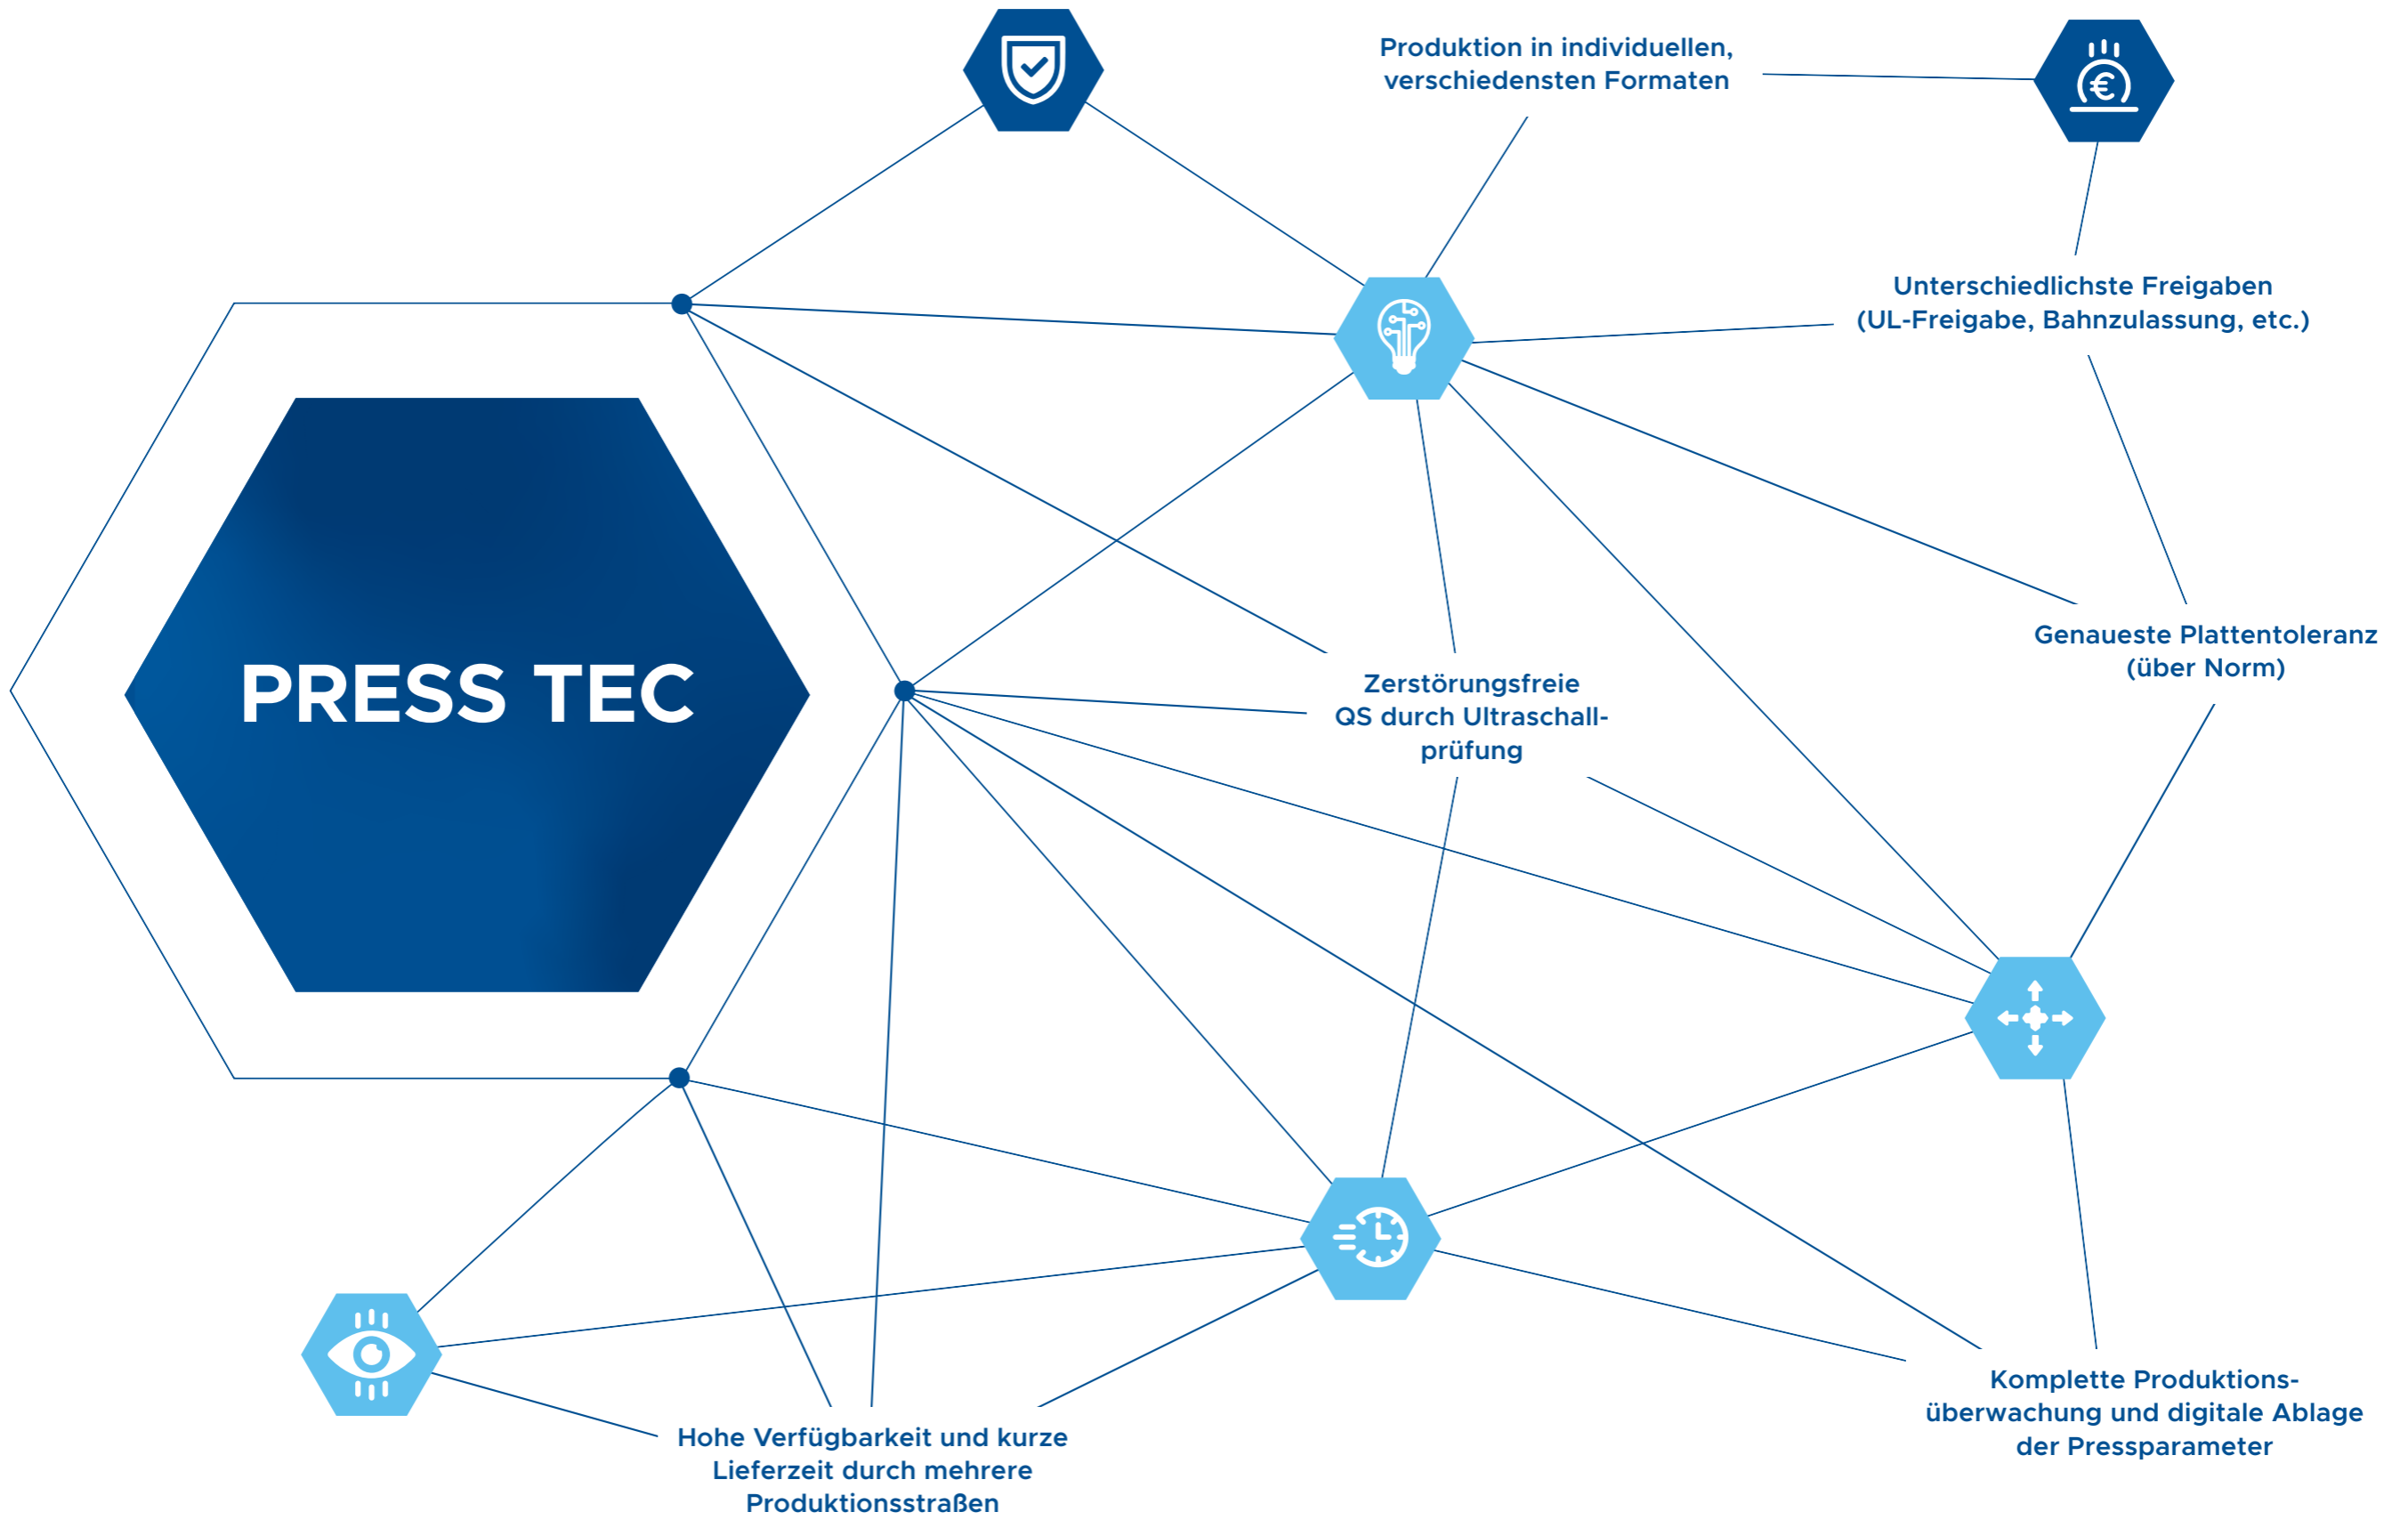 Produktion in individuellen,
verschiedensten Formaten
€
Unterschiedlichste Freigaben
(UL-Freigabe, Bahnzulassung, etc.)
PRESS TEC
Genaueste Plattentoleranz
(über Norm)
Zerstörungsfreie
QS durch Ultraschall-
prüfung
Komplette Produktions-
überwachung und digitale Ablage
der Pressparameter
Hohe Verfügbarkeit und kurze
Lieferzeit durch mehrere
Produktionsstraßen